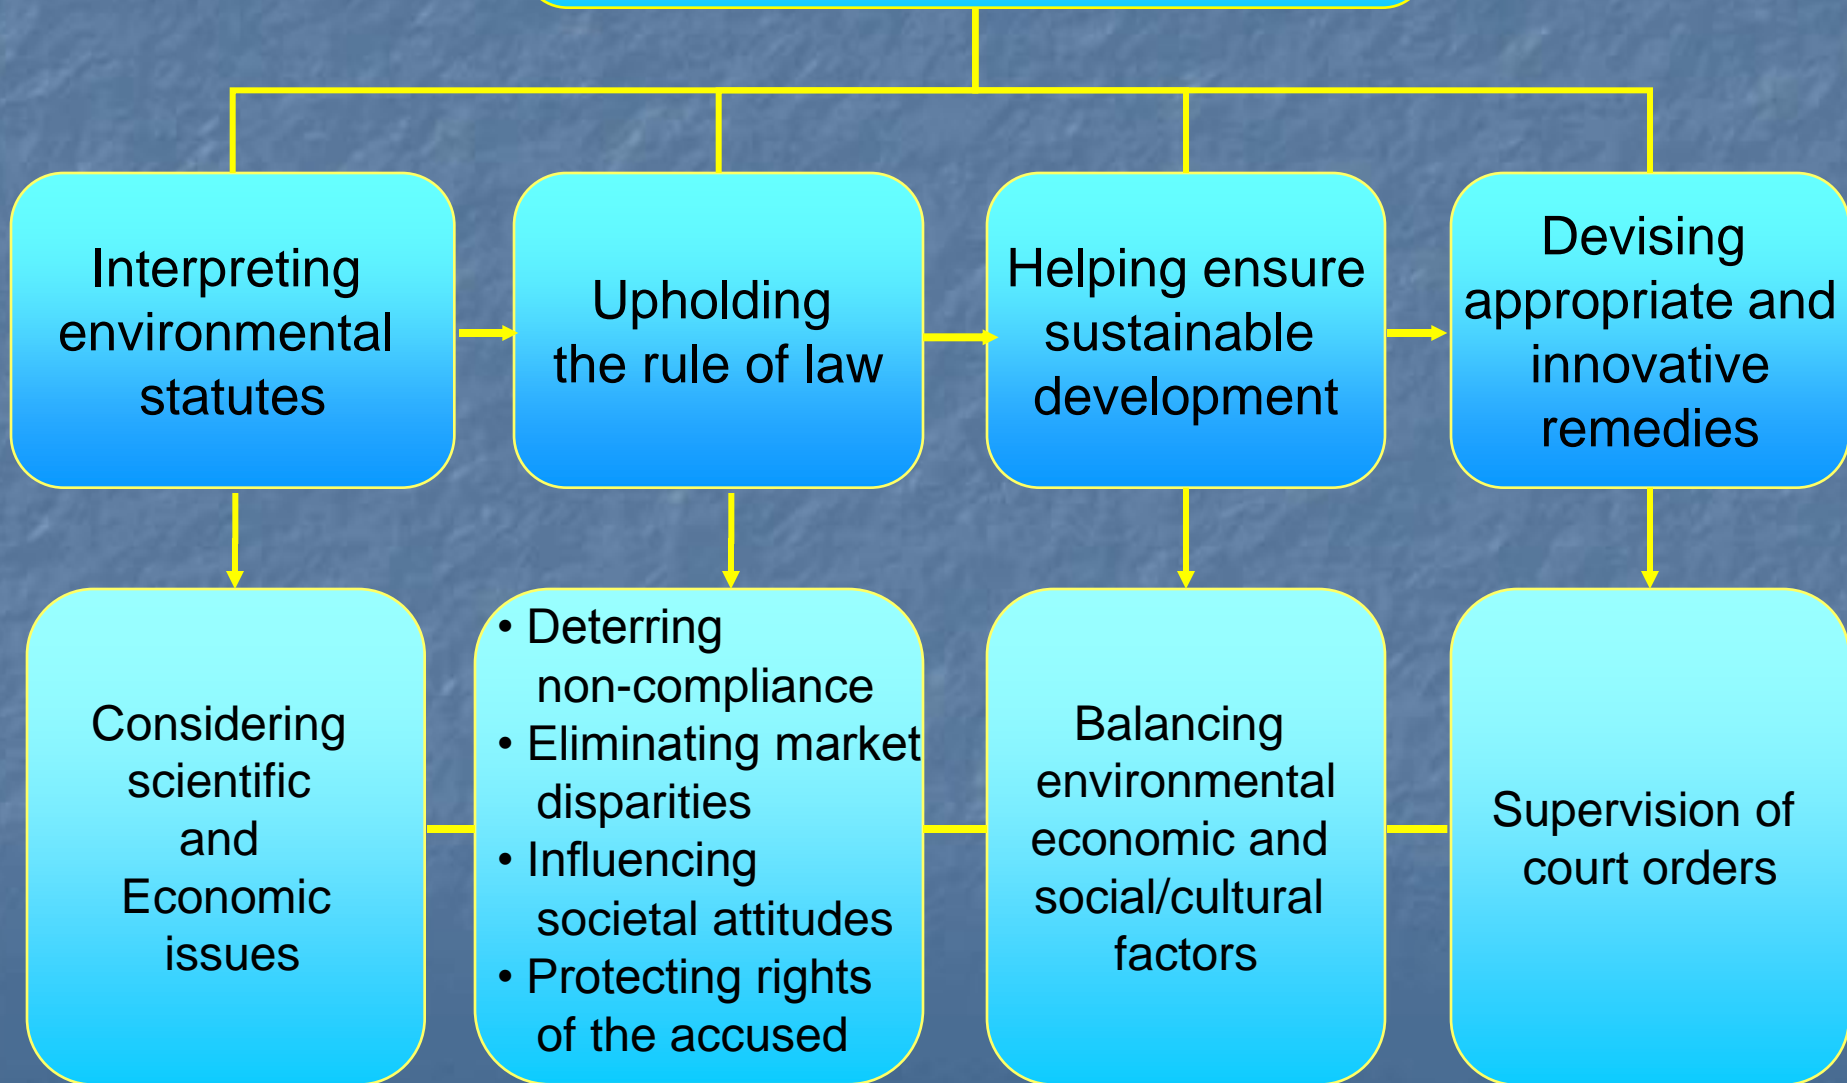 Interpreting
environmental
statutes
Upholding
the rule of law
Helping ensure
sustainable
development
Devising
appropriate and
innovative
remedies
Considering
scientific
and
Economic
issues
• Deterring
non-compliance
• Eliminating market
disparities
• Influencing
societal attitudes
• Protecting rights
of the accused
Balancing
environmental
economic and
social/cultural
factors
Supervision of
court orders